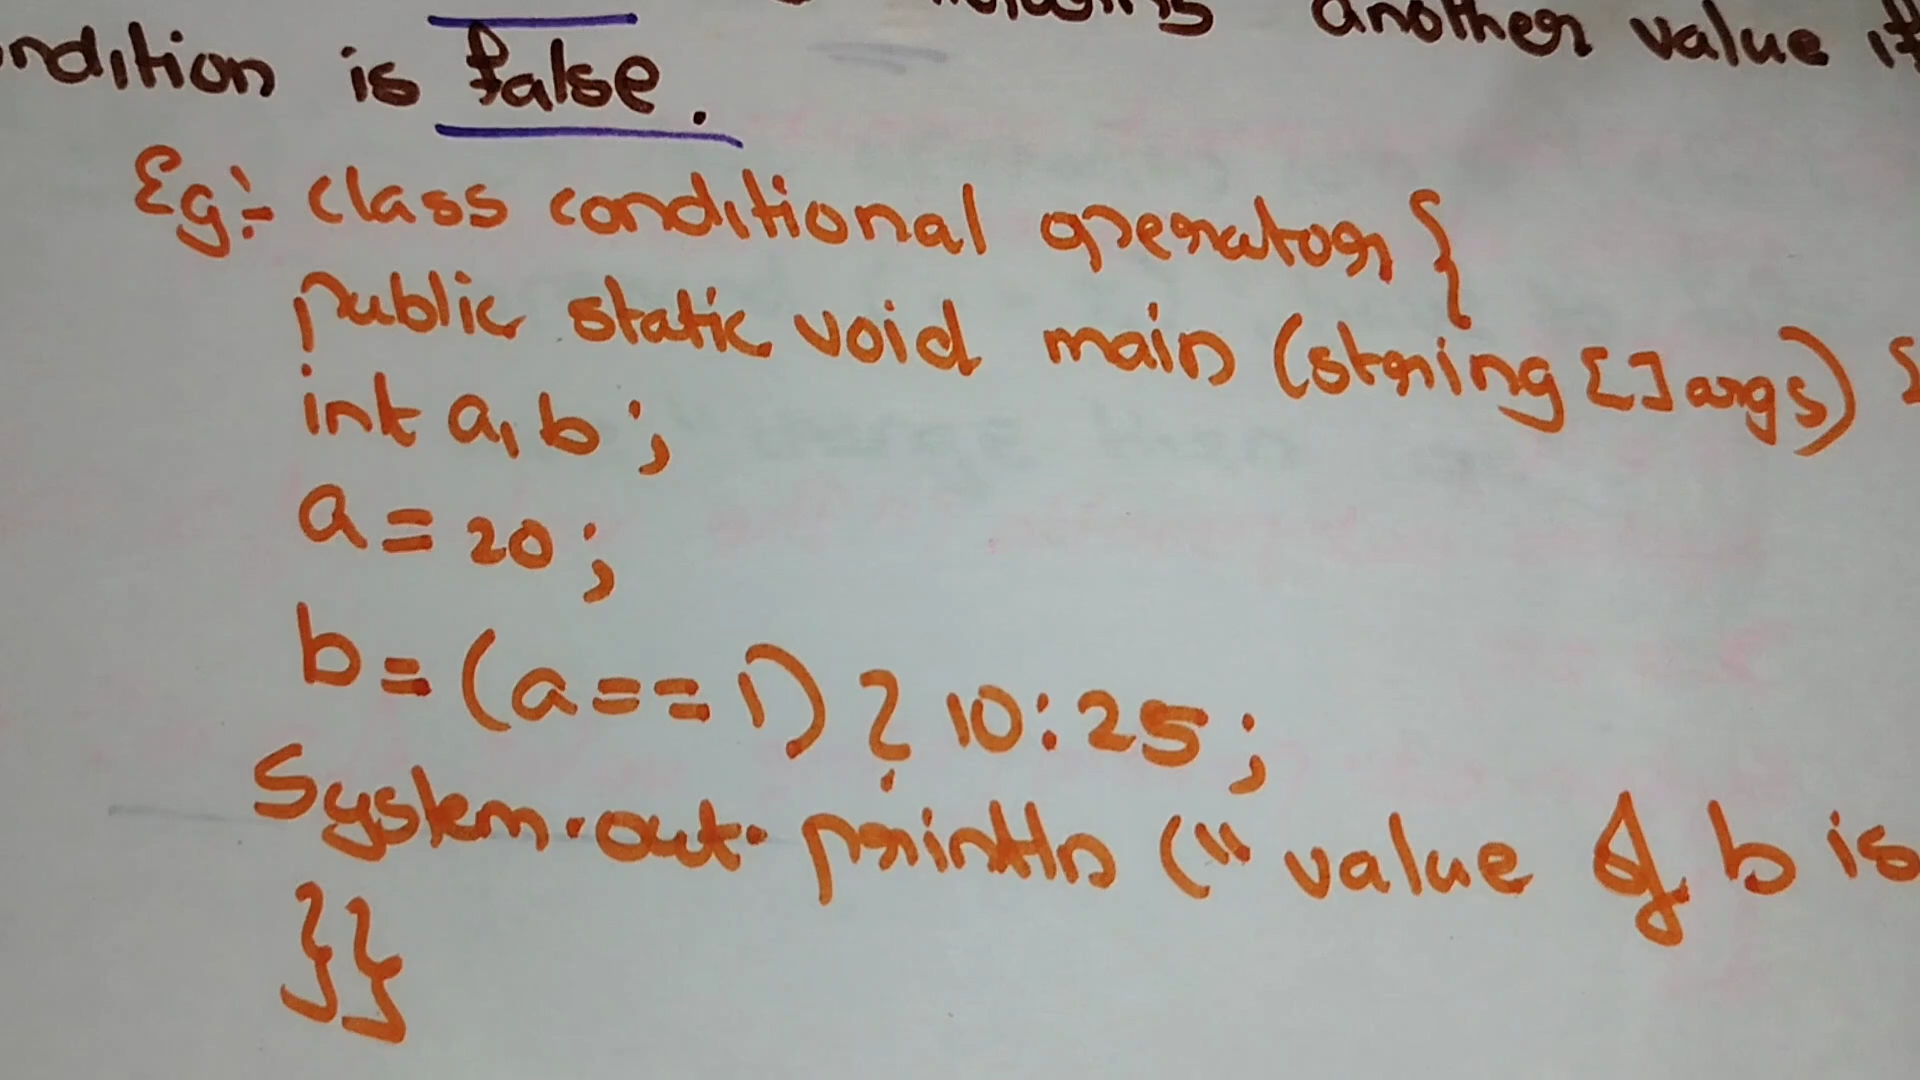 another value if
ndition is false.
Eg:- class conditional operator {
public static void main (string [] args) {
int a, b ;
a = 20 ;
b = (a == 1) ? 10 : 25 ;
System.out.println (" value of b is
}}